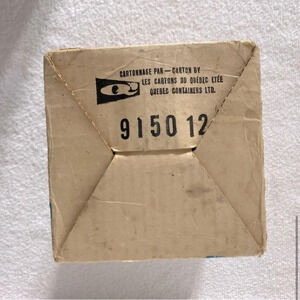 CARTONNAGE PAR — CARTON BY
LES CARTONS DU QUÉBEC LTÉE
QUEBEC CONTAINERS LTD.
915012